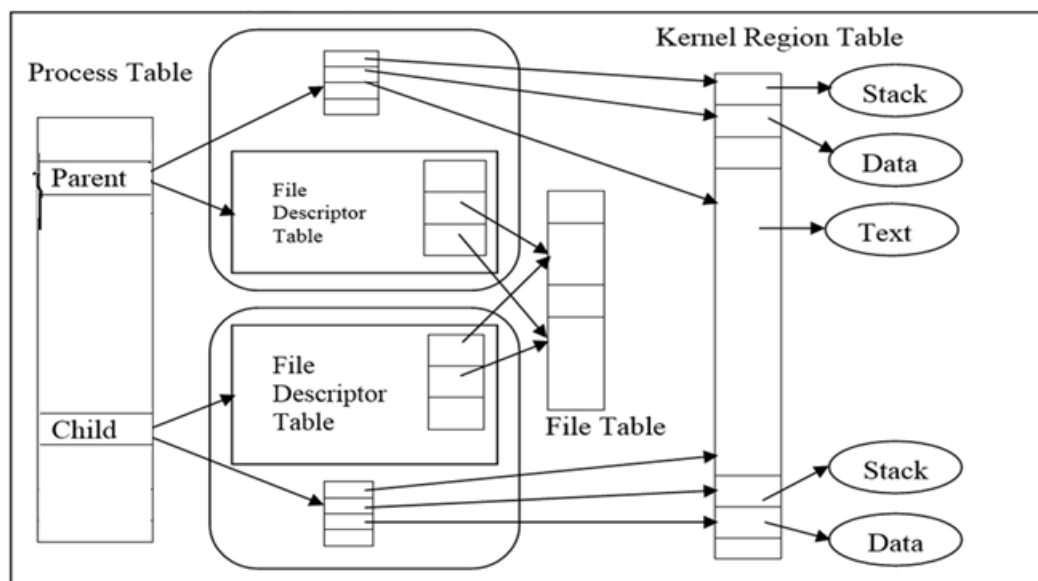 Kernel Region Table
Process Table
Stack
Parent
File
Descriptor
Table
Data
Text
File
Descriptor
Table
File Table
Child
Stack
Data